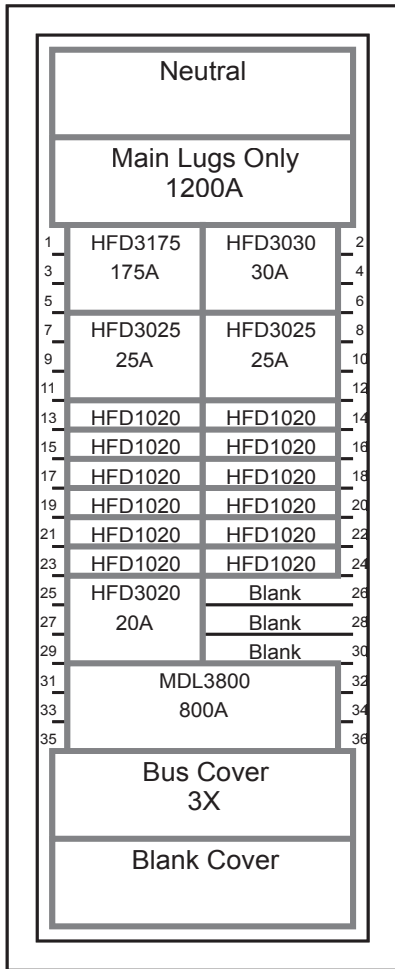 Neutral
Main Lugs Only
1200A
1 HFD3175 HFD3030 2
3 175A 30A 4
5 6
7 HFD3025 HFD3025 8
9 25A 25A 10
11 12
13 HFD1020 HFD1020 14
15 HFD1020 HFD1020 16
17 HFD1020 HFD1020 18
19 HFD1020 HFD1020 20
21 HFD1020 HFD1020 22
23 HFD1020 HFD1020 24
25 HFD3020 Blank 26
27 20A Blank 28
29 Blank 30
31 MDL3800 32
33 800A 34
35 36
Bus Cover
3X
Blank Cover